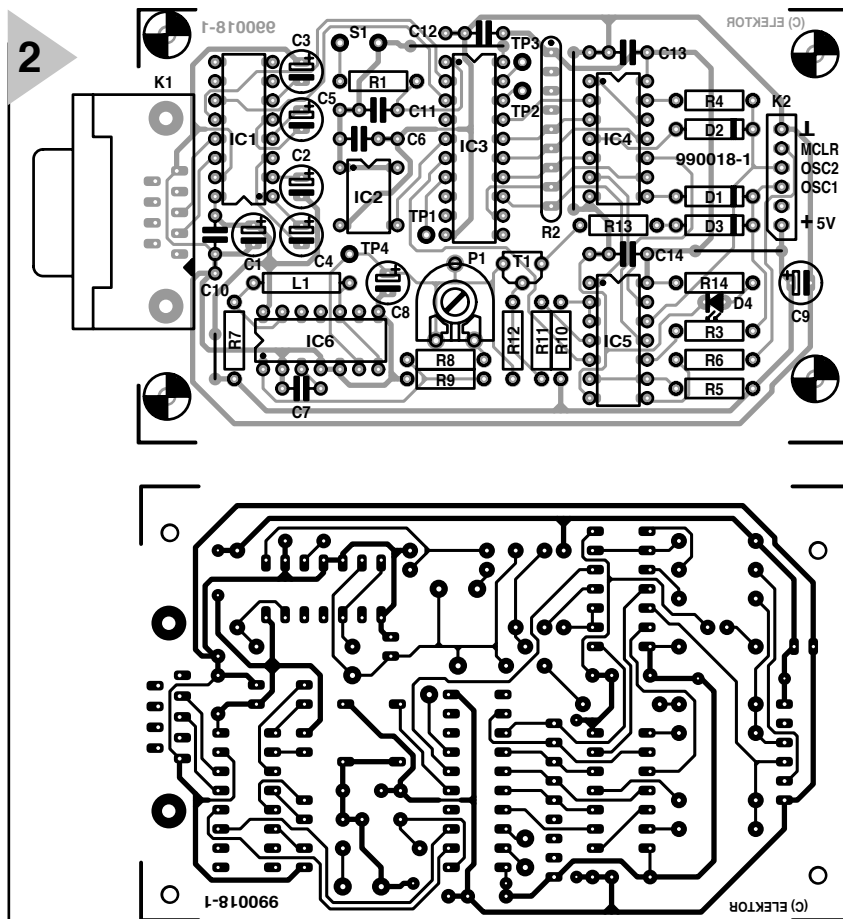 2
990018-1
(C) ELEKTOR
K1
C3
S1
C12
TP3
C13
R1
TP2
R4
K2
C5
C11
IC1
IC3
IC4
D2
⊥
C6
990018-1
MCLR
C2
OSC2
IC2
D1
OSC1
TP1
R2
R13
D3
+ 5V
C1
C4
TP4
P1
T1
C14
C10
L1
C8
R14
D4
C9
R7
IC6
R12
R11
R10
IC5
R3
R8
R6
R9
R5
C7
990018-1
(C) ELEKTOR